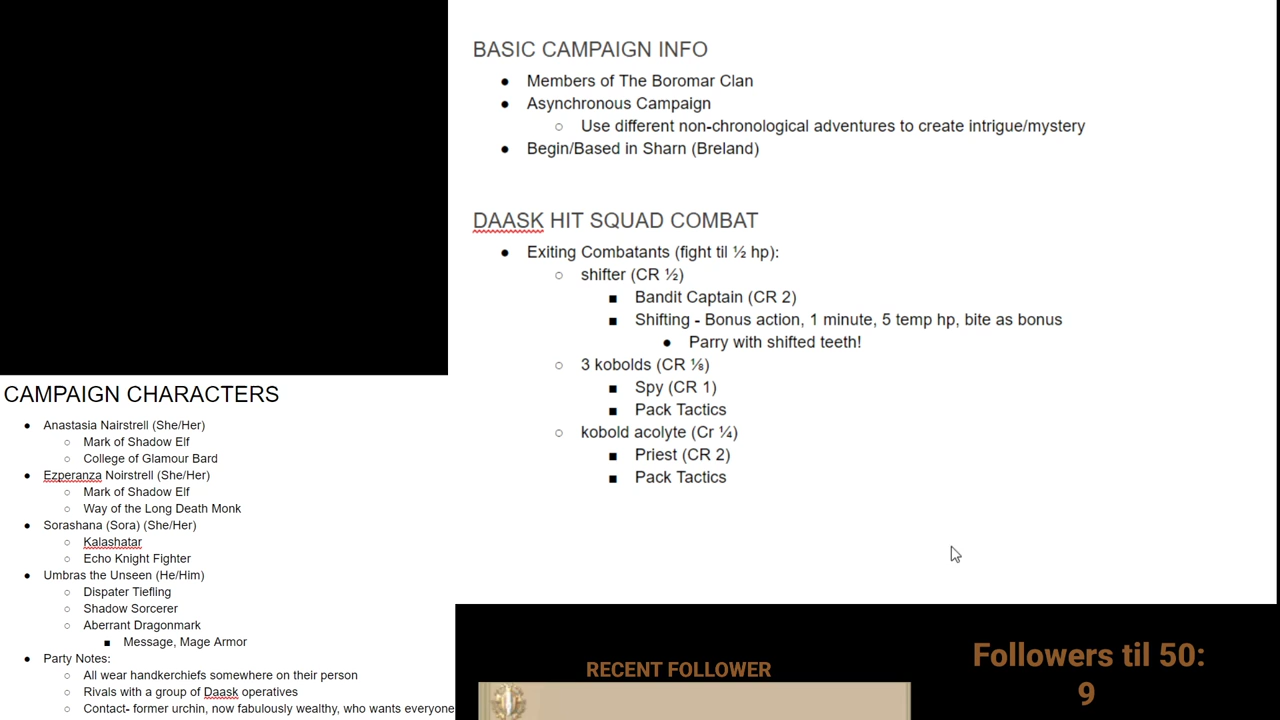 BASIC CAMPAIGN INFO
● Members of The Boromar Clan
● Asynchronous Campaign
○ Use different non-chronological adventures to create intrigue/mystery
● Begin/Based in Sharn (Breland)
DAASK HIT SQUAD COMBAT
● Exiting Combatants (fight til ½ hp):
○ shifter (CR ½)
■ Bandit Captain (CR 2)
■ Shifting - Bonus action, 1 minute, 5 temp hp, bite as bonus
● Parry with shifted teeth!
○ 3 kobolds (CR ⅛)
■ Spy (CR 1)
■ Pack Tactics
○ kobold acolyte (Cr ¼)
■ Priest (CR 2)
■ Pack Tactics
CAMPAIGN CHARACTERS
● Anastasia Nairstrell (She/Her)
○ Mark of Shadow Elf
○ College of Glamour Bard
● Ezperanza Noirstrell (She/Her)
○ Mark of Shadow Elf
○ Way of the Long Death Monk
● Sorashana (Sora) (She/Her)
○ Kalashatar
○ Echo Knight Fighter
● Umbras the Unseen (He/Him)
○ Dispater Tiefling
○ Shadow Sorcerer
○ Aberrant Dragonmark
■ Message, Mage Armor
● Party Notes:
○ All wear handkerchiefs somewhere on their person
○ Rivals with a group of Daask operatives
○ Contact- former urchin, now fabulously wealthy, who wants everyone
RECENT FOLLOWER
Followers til 50:
9